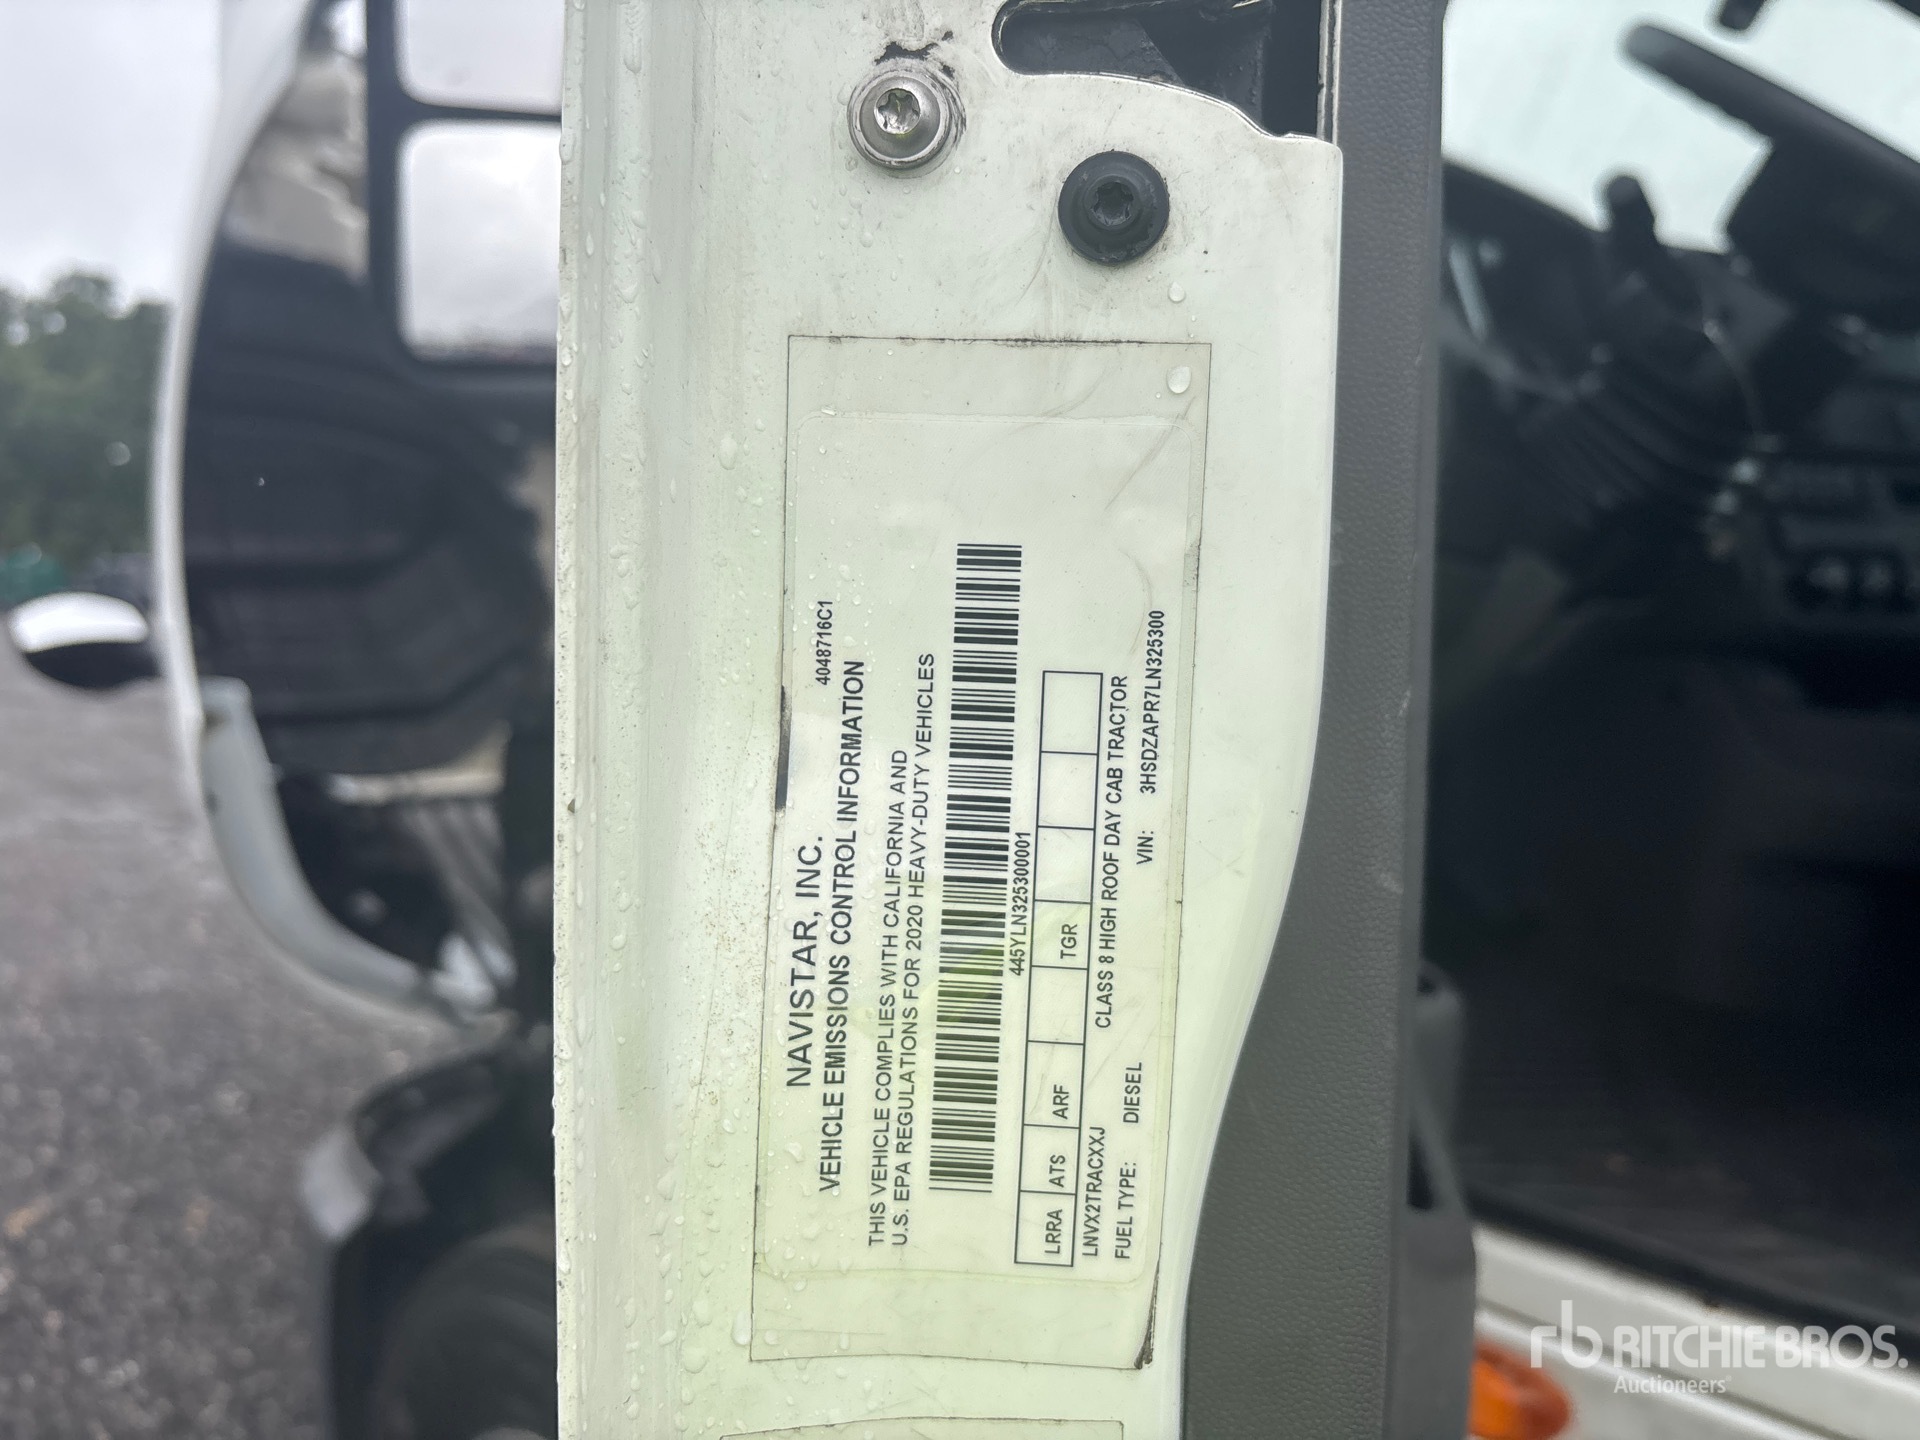 4048716C1
NAVISTAR, INC.
VEHICLE EMISSIONS CONTROL INFORMATION
THIS VEHICLE COMPLIES WITH CALIFORNIA AND
U.S. EPA REGULATIONS FOR 2020 HEAVY-DUTY VEHICLES
445YLN325300001
LRRA ATS ARF TGR
LNVX2TRACXXJ CLASS 8 HIGH ROOF DAY CAB TRACTOR
FUEL TYPE: DIESEL VIN: 3HSDZAPR7LN325300
rb RITCHIE BROS.
Auctioneers